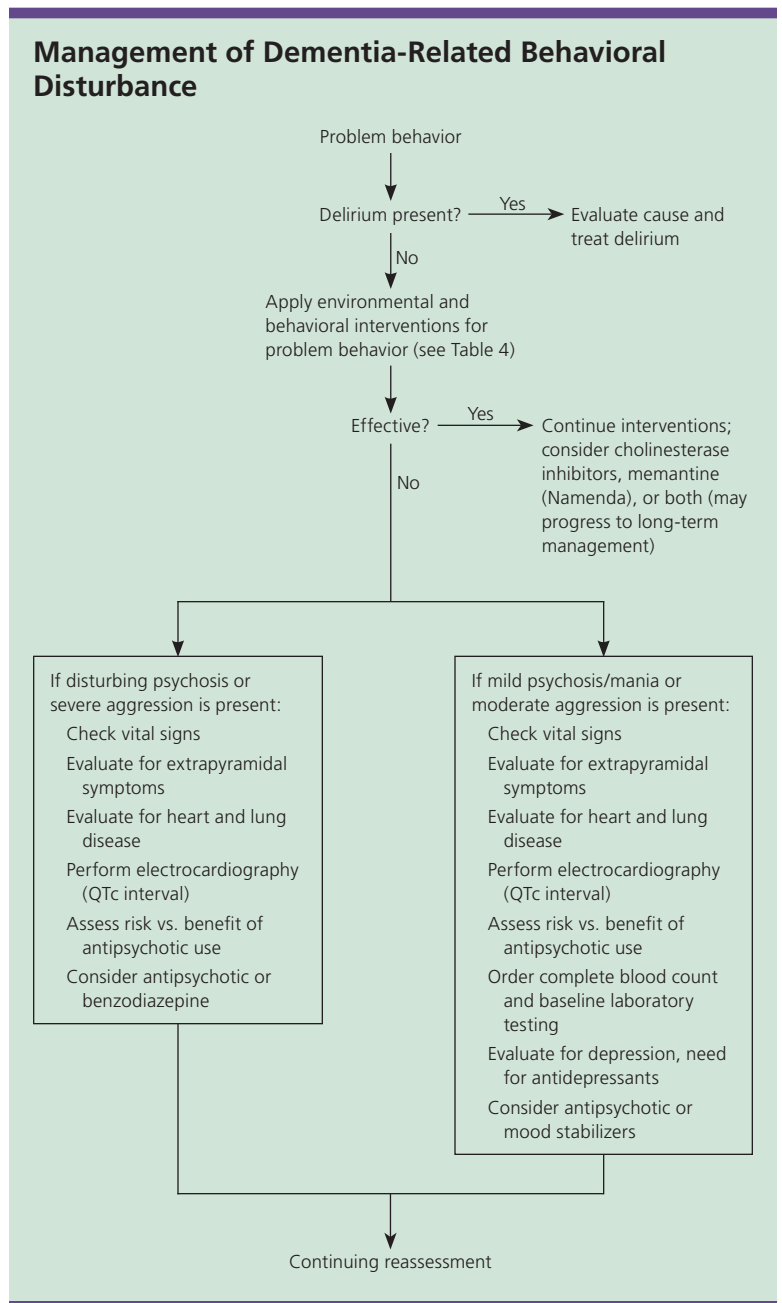 Management of Dementia-Related Behavioral
Disturbance
Problem behavior
Delirium present?
Yes
Evaluate cause and
treat delirium
No
Apply environmental and
behavioral interventions for
problem behavior (see Table 4)
Effective?
Yes
Continue interventions;
consider cholinesterase
inhibitors, memantine
(Namenda), or both (may
progress to long-term
management)
No
If disturbing psychosis or
severe aggression is present:
Check vital signs
Evaluate for extrapyramidal
symptoms
Evaluate for heart and lung
disease
Perform electrocardiography
(QTc interval)
Assess risk vs. benefit of
antipsychotic use
Consider antipsychotic or
benzodiazepine
If mild psychosis/mania or
moderate aggression is present:
Check vital signs
Evaluate for extrapyramidal
symptoms
Evaluate for heart and lung
disease
Perform electrocardiography
(QTc interval)
Assess risk vs. benefit of
antipsychotic use
Order complete blood count
and baseline laboratory
testing
Evaluate for depression, need
for antidepressants
Consider antipsychotic or
mood stabilizers
Continuing reassessment